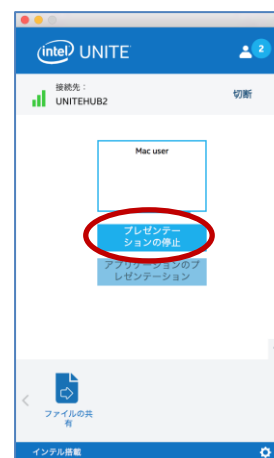 intel UNITE
2
接続先：
UNITEHUB2
切断
Mac user
プレゼンテー
ションの停止
アプリケーションのプ
レゼンテーション
ファイルの共
有
インテル搭載